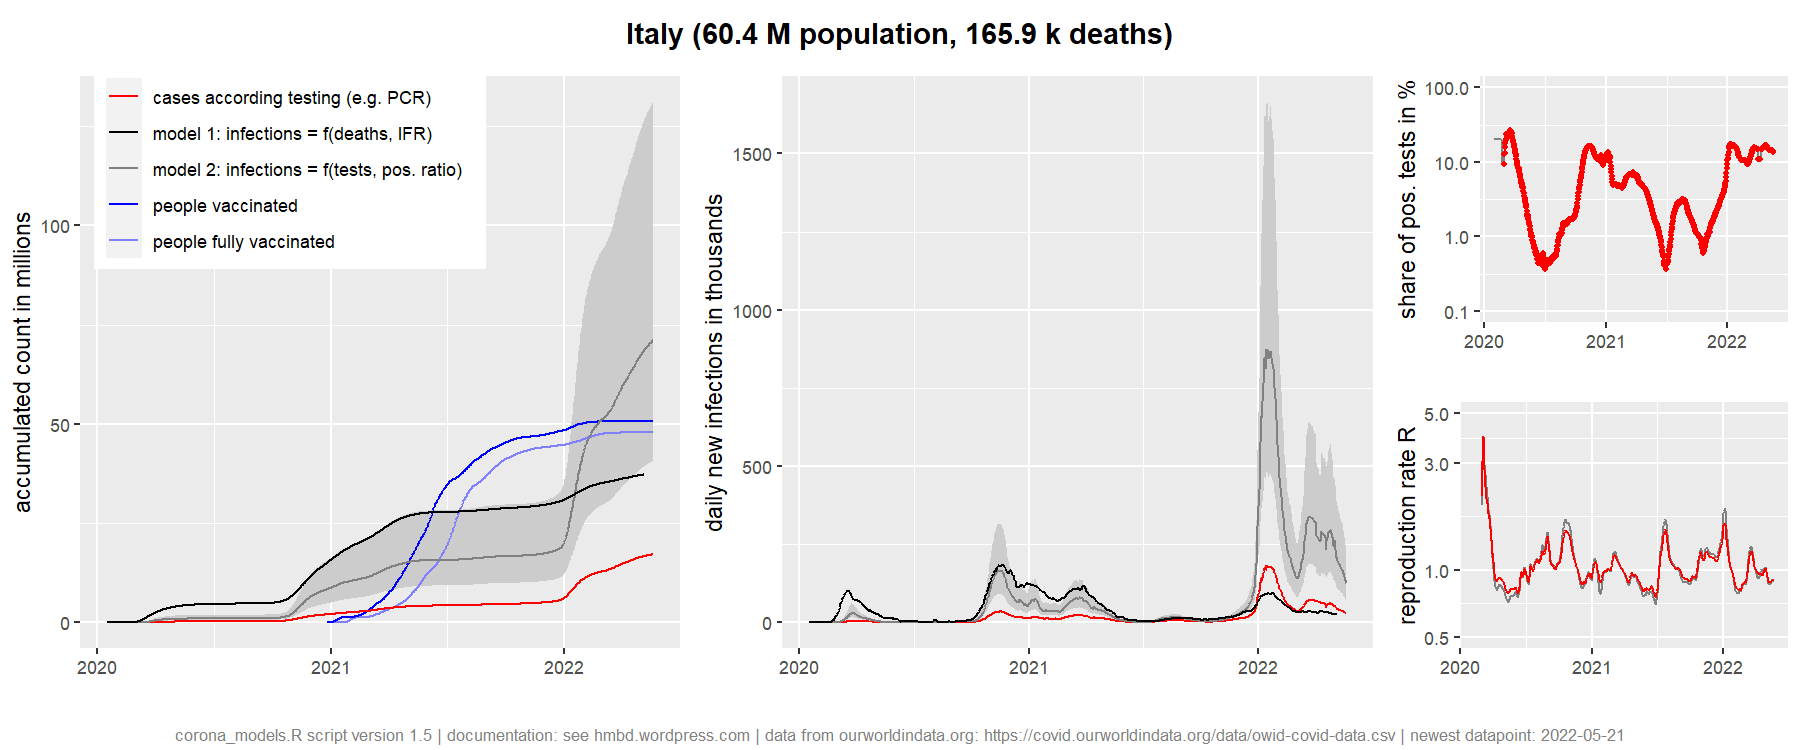 Italy (60.4 M population, 165.9 k deaths)
cases according testing (e.g. PCR)
model 1: infections = f(deaths, IFR)
model 2: infections = f(tests, pos. ratio)
people vaccinated
people fully vaccinated
accumulated count in millions
100
50
0
2020
2021
2022
daily new infections in thousands
1500
1000
500
0
2020
2021
2022
share of pos. tests in %
100.0
10.0
1.0
0.1
2020
2021
2022
reproduction rate R
5.0
3.0
1.0
0.5
2020
2021
2022
corona_models.R script version 1.5 | documentation: see hmbd.wordpress.com | data from ourworldindata.org: https://covid.ourworldindata.org/data/owid-covid-data.csv | newest datapoint: 2022-05-21